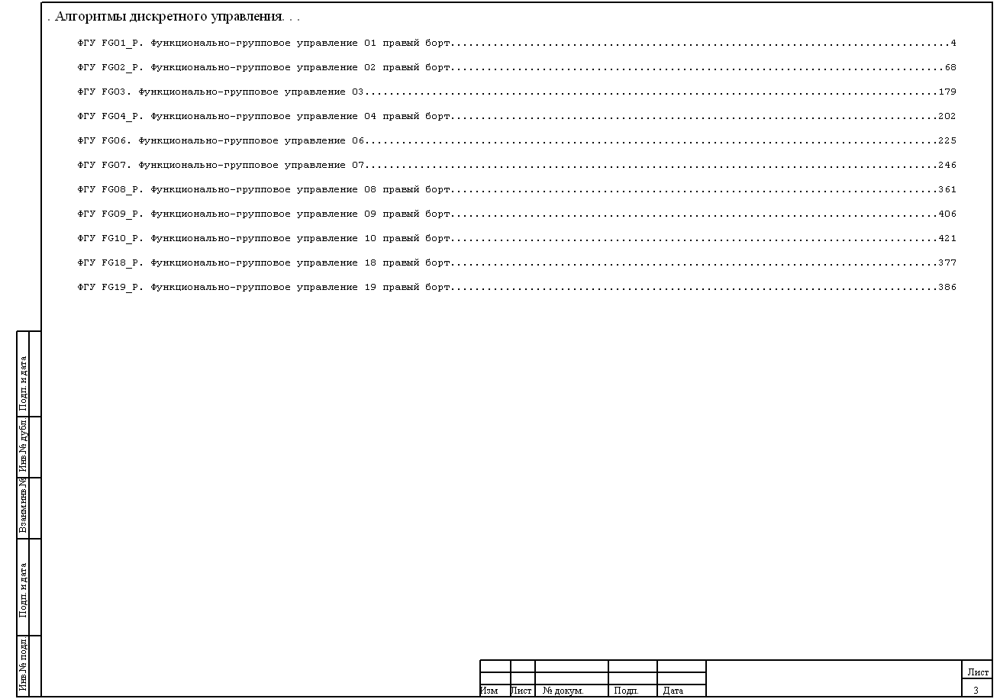 . Алгоритмы дискретного управления. . .
ФГУ FG01_P. Функционально-групповое управление 01 правый борт..................................................................................4
ФГУ FG02_P. Функционально-групповое управление 02 правый борт.................................................................................68
ФГУ FG03. Функционально-групповое управление 03..............................................................................................179
ФГУ FG04_P. Функционально-групповое управление 04 правый борт................................................................................202
ФГУ FG06. Функционально-групповое управление 06..............................................................................................225
ФГУ FG07. Функционально-групповое управление 07..............................................................................................246
ФГУ FG08_P. Функционально-групповое управление 08 правый борт................................................................................361
ФГУ FG09_P. Функционально-групповое управление 09 правый борт................................................................................406
ФГУ FG10_P. Функционально-групповое управление 10 правый борт................................................................................421
ФГУ FG18_P. Функционально-групповое управление 18 правый борт................................................................................377
ФГУ FG19_P. Функционально-групповое управление 19 правый борт................................................................................386
Подп. и дата
Инв № дубл.
Взаим.инв.№
Подп. и дата
Инв № подл.
Изм Лист № докум. Подп. Дата
Лист
3